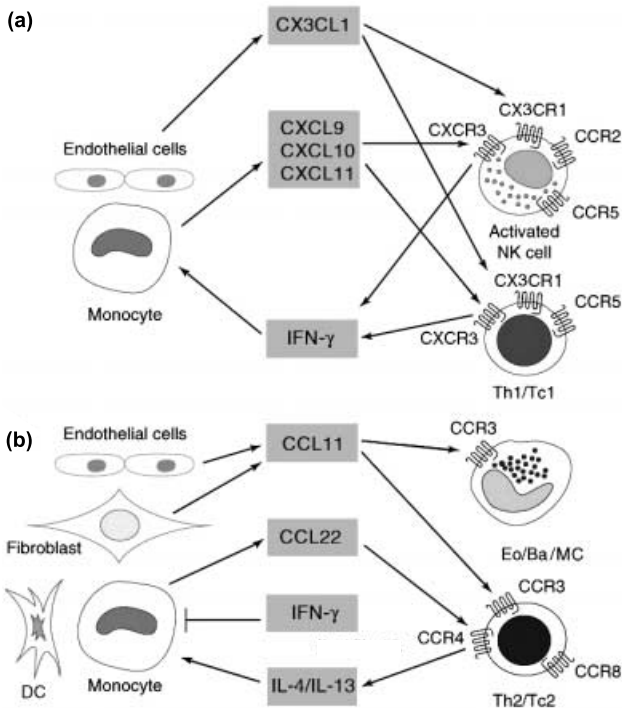 (a)
CX3CL1
CX3CR1
CXCR3
CCR2
CXCL9
CXCL10
CXCL11
Endothelial cells
CCR5
Activated
NK cell
CX3CR1
CCR5
Monocyte
IFN-γ
CXCR3
Th1/Tc1
(b)
Endothelial cells
CCL11
CCR3
Fibroblast
CCL22
Eo/Ba/MC
CCR3
IFN-γ
CCR4
CCR8
DC
Monocyte
IL-4/IL-13
Th2/Tc2